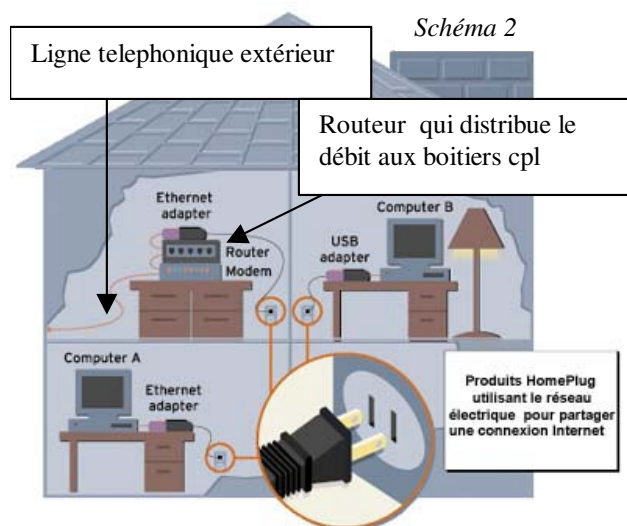 Schéma 2
Ligne telephonique extérieur
Routeur qui distribue le
débit aux boitiers cpl
Ethernet
adapter
Router
Modem
USB
adapter
Computer B
Computer A
Ethernet
adapter
Produits HomePlug
utilisant le réseau
électrique pour partager
une connexion Internet